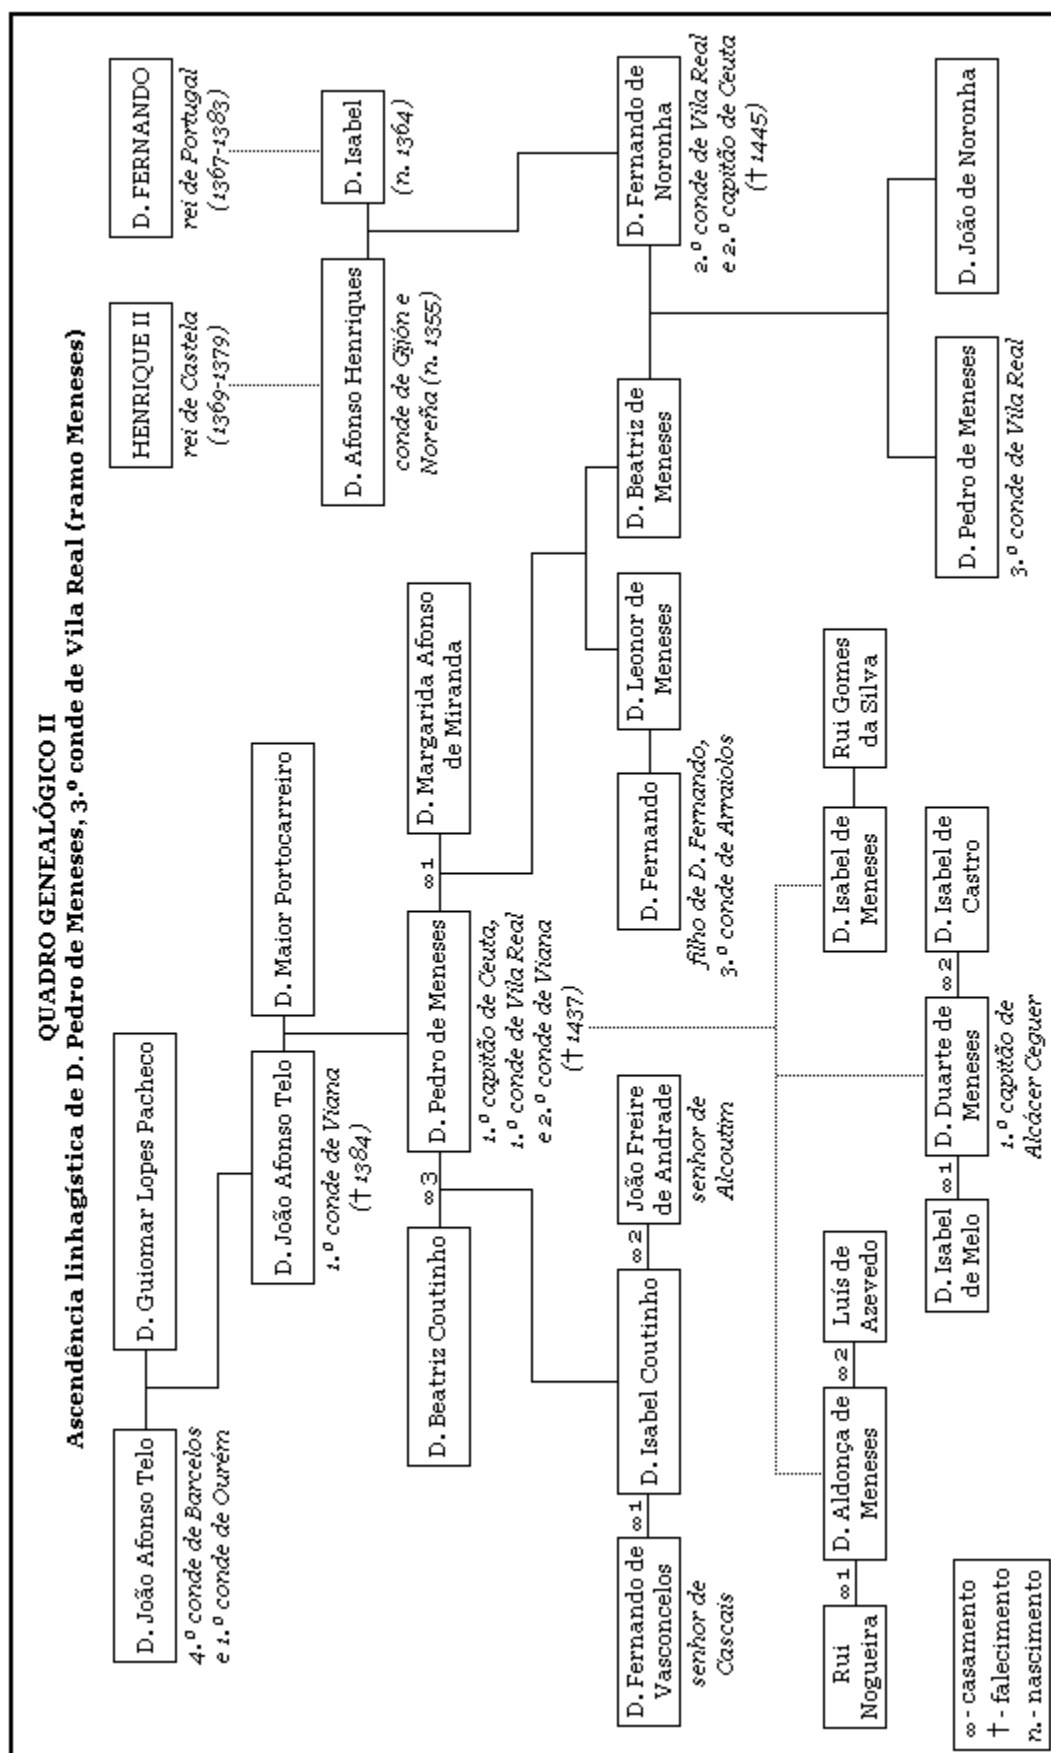 QUADRO GENEALÓGICO II
Ascendência linhagística de D. Pedro de Meneses, 3.º conde de Vila Real (ramo Meneses)
D. João Afonso Telo
4.º conde de Barcelos
e 1.º conde de Ourém
D. Guiomar Lopes Pacheco
HENRIQUE II
rei de Castela
(1369-1379)
D. FERNANDO
rei de Portugal
(1367-1383)
D. João Afonso Telo
1.º conde de Viana
(† 1384)
D. Maior Portocarreiro
D. Afonso Henriques
conde de Gijón e
Noreña (n. 1355)
D. Isabel
(n. 1364)
D. Beatriz Coutinho
∞3
D. Pedro de Meneses
1.º capitão de Ceuta,
1.º conde de Vila Real
e 2.º conde de Viana
(† 1437)
∞1
D. Margarida Afonso
de Miranda
D. Fernando de
Vasconcelos
senhor de
Cascais
∞1
D. Isabel Coutinho
∞2
João Freire
de Andrade
senhor de
Alcoutim
D. Fernando
filho de D. Fernando,
3.º conde de Arraiolos
D. Leonor de
Meneses
D. Beatriz de
Meneses
D. Fernando de
Noronha
2.º conde de Vila Real
e 2.º capitão de Ceuta
(† 1445)
Rui
Nogueira
∞1
D. Aldonça de
Meneses
∞2
Luís de
Azevedo
D. Isabel de
Meneses
Rui Gomes
da Silva
D. Isabel
de Melo
∞1
D. Duarte de
Meneses
1.º capitão de
Alcácer Ceguer
∞2
D. Isabel de
Castro
D. Pedro de Meneses
3.º conde de Vila Real
D. João de Noronha
∞ - casamento
† - falecimento
n. - nascimento